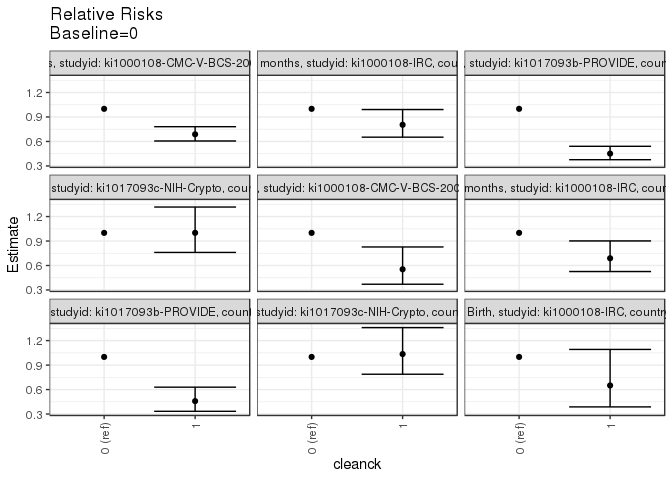 Relative Risks
Baseline=0
s, studyid: ki1000108-CMC-V-BCS-200
months, studyid: ki1000108-IRC, cou
, studyid: ki1017093b-PROVIDE, coun
1.2
0.9
0.6
0.3
studyid: ki1017093c-NIH-Crypto, coun
, studyid: ki1000108-CMC-V-BCS-200
months, studyid: ki1000108-IRC, coun
1.2
0.9
0.6
0.3
studyid: ki1017093b-PROVIDE, count
studyid: ki1017093c-NIH-Crypto, coun
Birth, studyid: ki1000108-IRC, country
1.2
0.9
0.6
0.3
Estimate
0 (ref)
1
0 (ref)
1
0 (ref)
1
cleanck